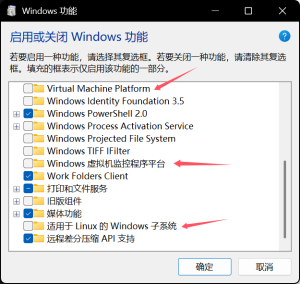 Windows 功能
启用或关闭 Windows 功能
若要启用一种功能，请选择其复选框。若要关闭一种功能，请清除其复选
框。填充的框表示仅启用该功能的一部分。
Virtual Machine Platform
Windows Identity Foundation 3.5
Windows PowerShell 2.0
Windows Process Activation Service
Windows Projected File System
Windows TIFF IFilter
Windows 虚拟机监控程序平台
Work Folders Client
打印和文件服务
旧版组件
媒体功能
适用于 Linux 的 Windows 子系统
远程差分压缩 API 支持
确定
取消